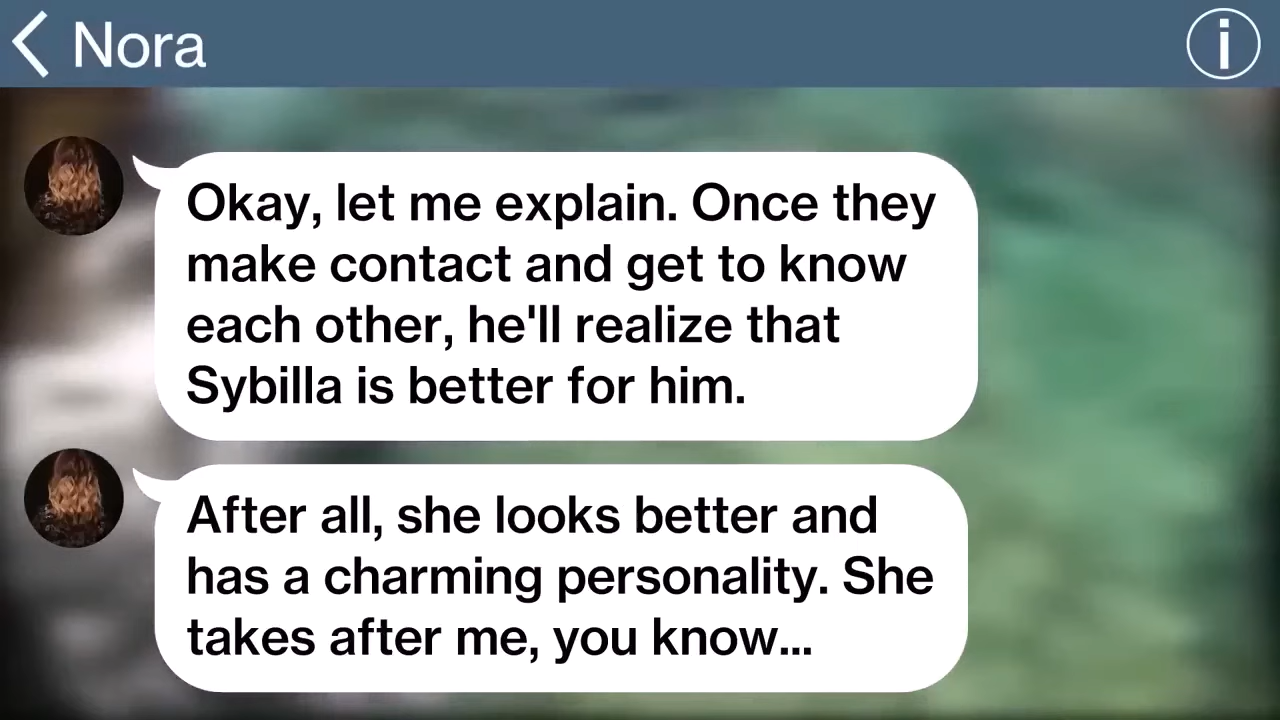 Nora
Okay, let me explain. Once they
make contact and get to know
each other, he'll realize that
Sybilla is better for him.
After all, she looks better and
has a charming personality. She
takes after me, you know...